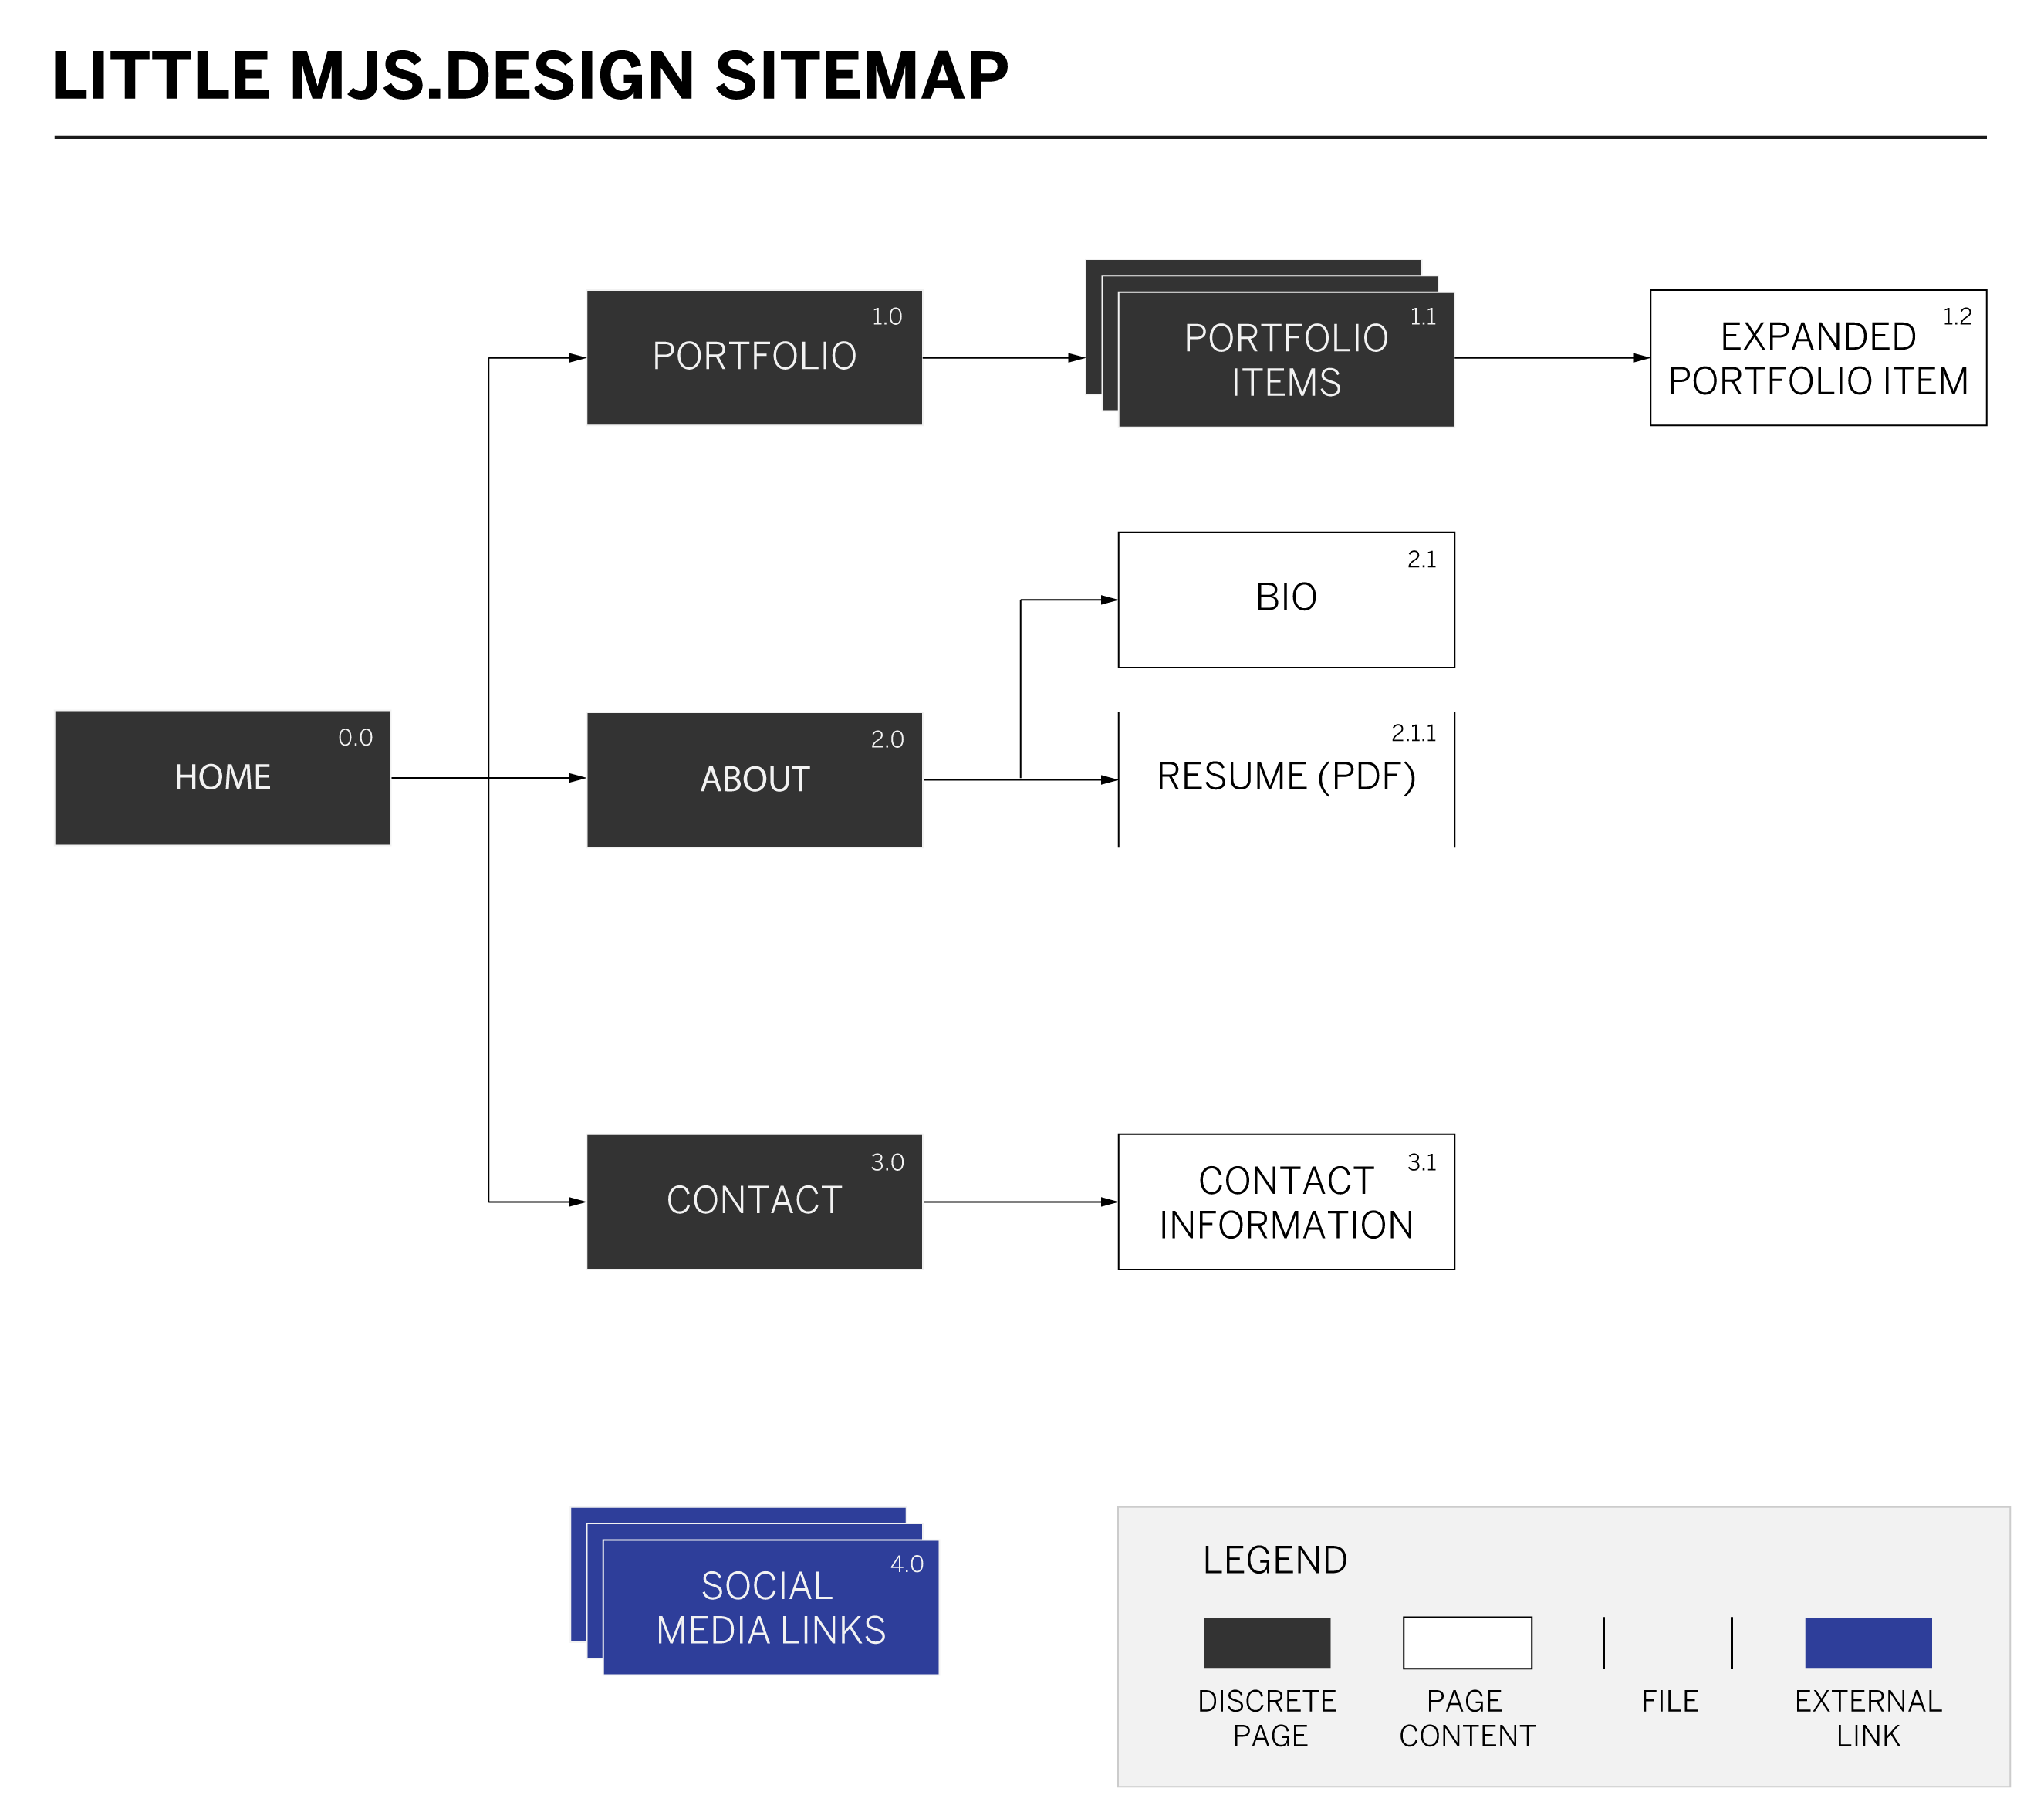 LITTLE MJS.DESIGN SITEMAP
1.0
PORTFOLIO
1.1
PORTFOLIO
ITEMS
1.2
EXPANDED
PORTFOLIO ITEM
2.1
BIO
0.0
HOME
2.0
ABOUT
2.1.1
RESUME (PDF)
3.0
CONTACT
3.1
CONTACT
INFORMATION
4.0
SOCIAL
MEDIA LINKS
LEGEND
DISCRETE
PAGE
PAGE
CONTENT
FILE
EXTERNAL
LINK